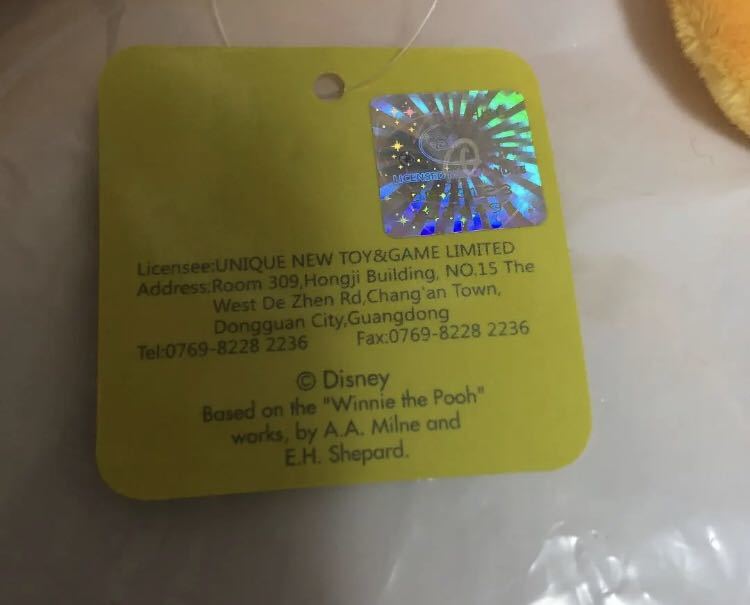 LICENSED
Licensee:UNIQUE NEW TOY&GAME LIMITED
Address:Room 309,Hongji Building, NO.15 The
West De Zhen Rd,Chang'an Town,
Dongguan City,Guangdong
Tel:0769-8228 2236 Fax:0769-8228 2236
© Disney
Based on the "Winnie the Pooh"
works, by A.A. Milne and
E.H. Shepard.